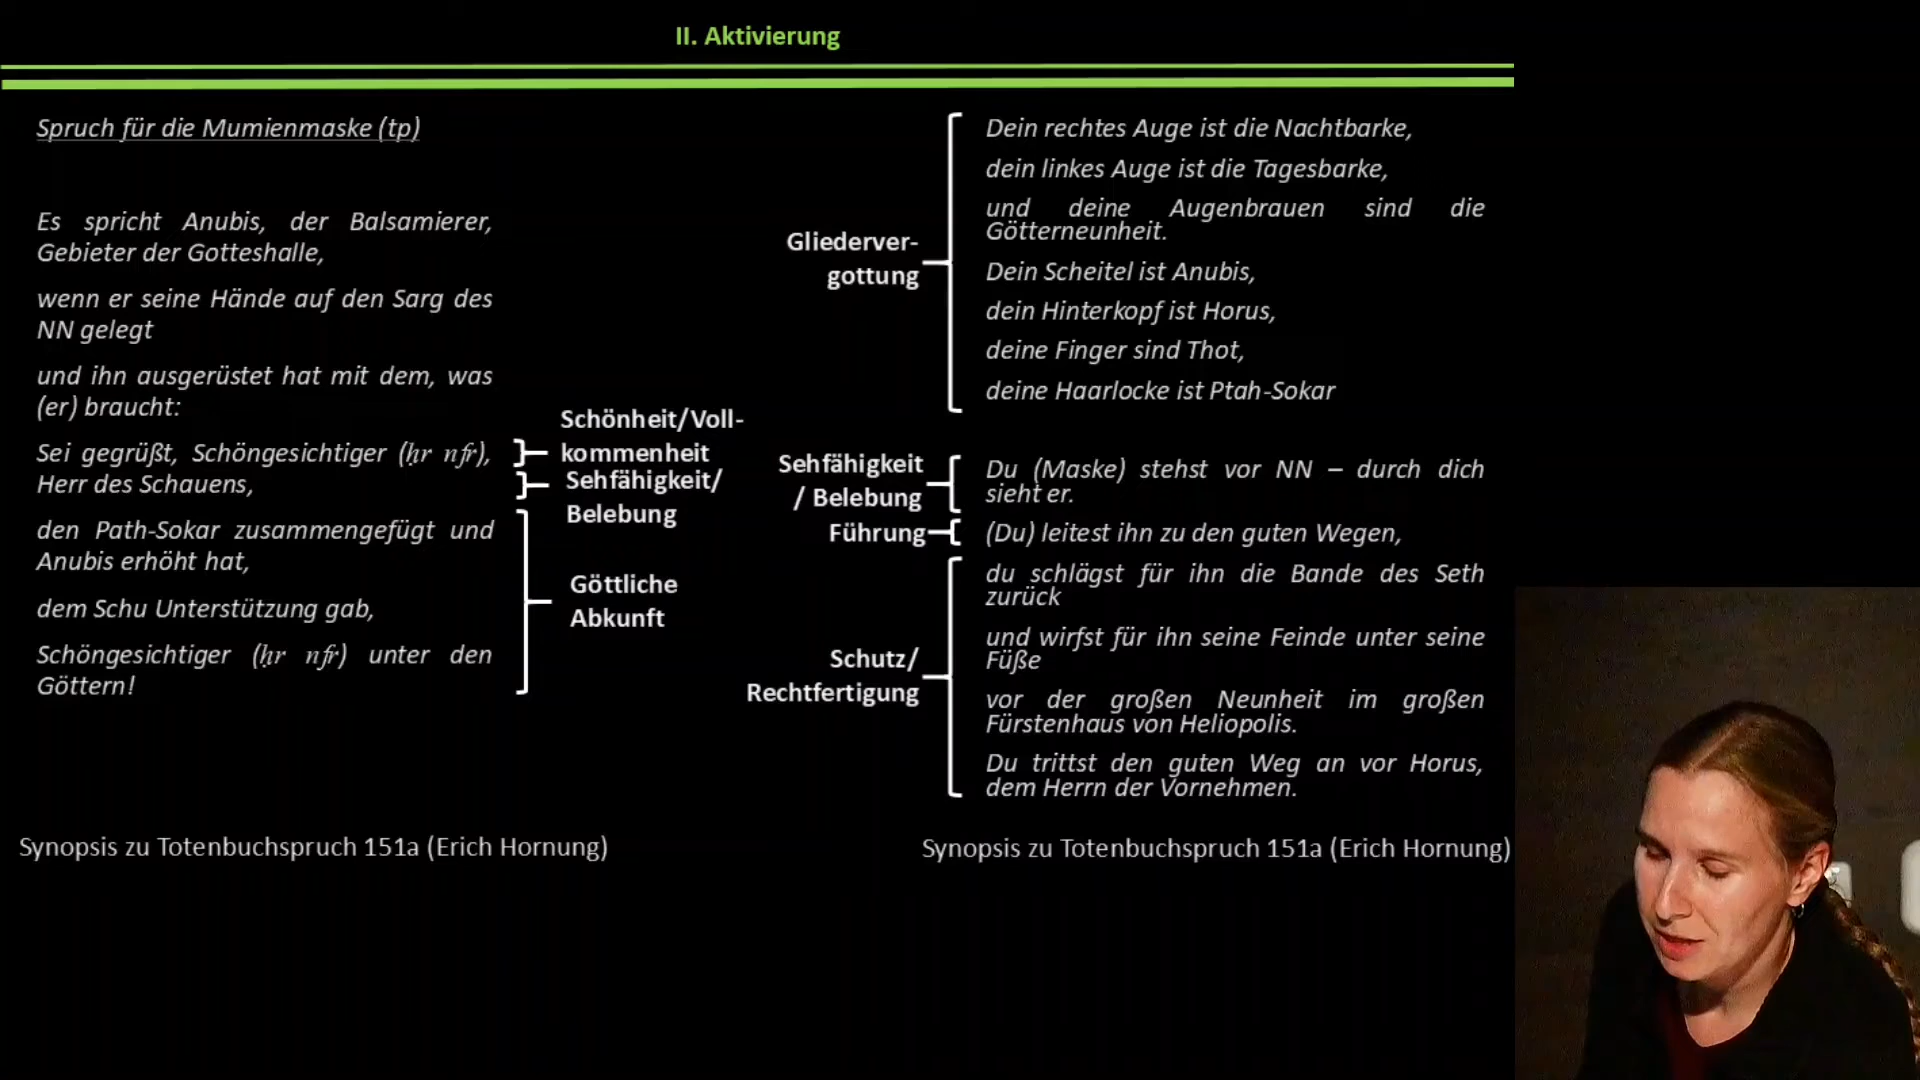 II. Aktivierung
Spruch für die Mumienmaske (tp)
Es spricht Anubis, der Balsamierer,
Gebieter der Gotteshalle,
wenn er seine Hände auf den Sarg des
NN gelegt
und ihn ausgerüstet hat mit dem, was
(er) braucht:
Sei gegrüßt, Schöngesichtiger (ḥr nfr),
Herr des Schauens,
den Path-Sokar zusammengefügt und
Anubis erhöht hat,
dem Schu Unterstützung gab,
Schöngesichtiger (ḥr nfr) unter den
Göttern!
Schönheit/Voll-
kommenheit
Sehfähigkeit/
Belebung
Göttliche
Abkunft
Synopsis zu Totenbuchspruch 151a (Erich Hornung)
Gliederver-
gottung
Dein rechtes Auge ist die Nachtbarke,
dein linkes Auge ist die Tagesbarke,
und deine Augenbrauen sind die
Götterneunheit.
Dein Scheitel ist Anubis,
dein Hinterkopf ist Horus,
deine Finger sind Thot,
deine Haarlocke ist Ptah-Sokar
Sehfähigkeit
/ Belebung
Du (Maske) stehst vor NN – durch dich
sieht er.
Führung
(Du) leitest ihn zu den guten Wegen,
Schutz/
Rechtfertigung
du schlägst für ihn die Bande des Seth
zurück
und wirfst für ihn seine Feinde unter seine
Füße
vor der großen Neunheit im großen
Fürstenhaus von Heliopolis.
Du trittst den guten Weg an vor Horus,
dem Herrn der Vornehmen.
Synopsis zu Totenbuchspruch 151a (Erich Hornung)